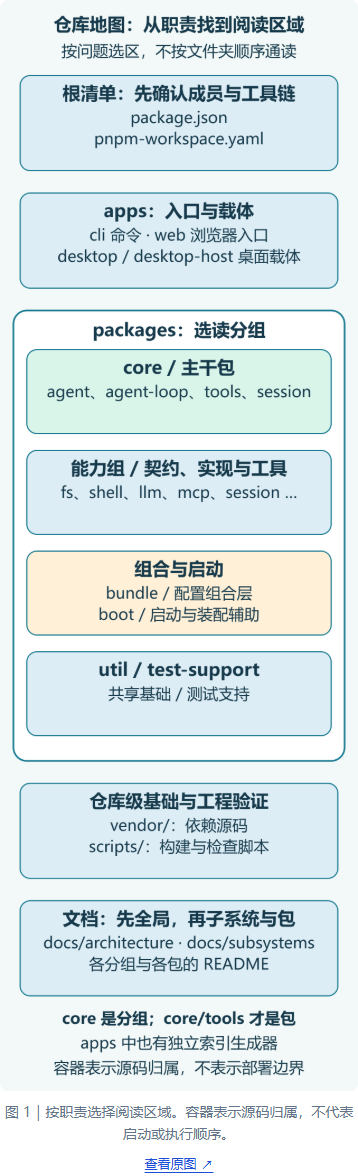 仓库地图：从职责找到阅读区域
按问题选区，不按文件夹顺序通读
根清单：先确认成员与工具链
package.json
pnpm-workspace.yaml
apps：入口与载体
cli 命令 · web 浏览器入口
desktop / desktop-host 桌面载体
packages：选读分组
core / 主干包
agent、agent-loop、tools、session
能力组 / 契约、实现与工具
fs、shell、llm、mcp、session ...
组合与启动
bundle / 配置组合层
boot / 启动与装配辅助
util / test-support
共享基础 / 测试支持
仓库级基础与工程验证
vendor/：依赖源码
scripts/：构建与检查脚本
文档：先全局，再子系统与包
docs/architecture · docs/subsystems
各分组与各包的 README
core 是分组；core/tools 才是包
apps 中也有独立索引生成器
容器表示源码归属，不表示部署边界
图 1｜按职责选择阅读区域。容器表示源码归属，不代表
启动或执行顺序。
查看原图 ↗